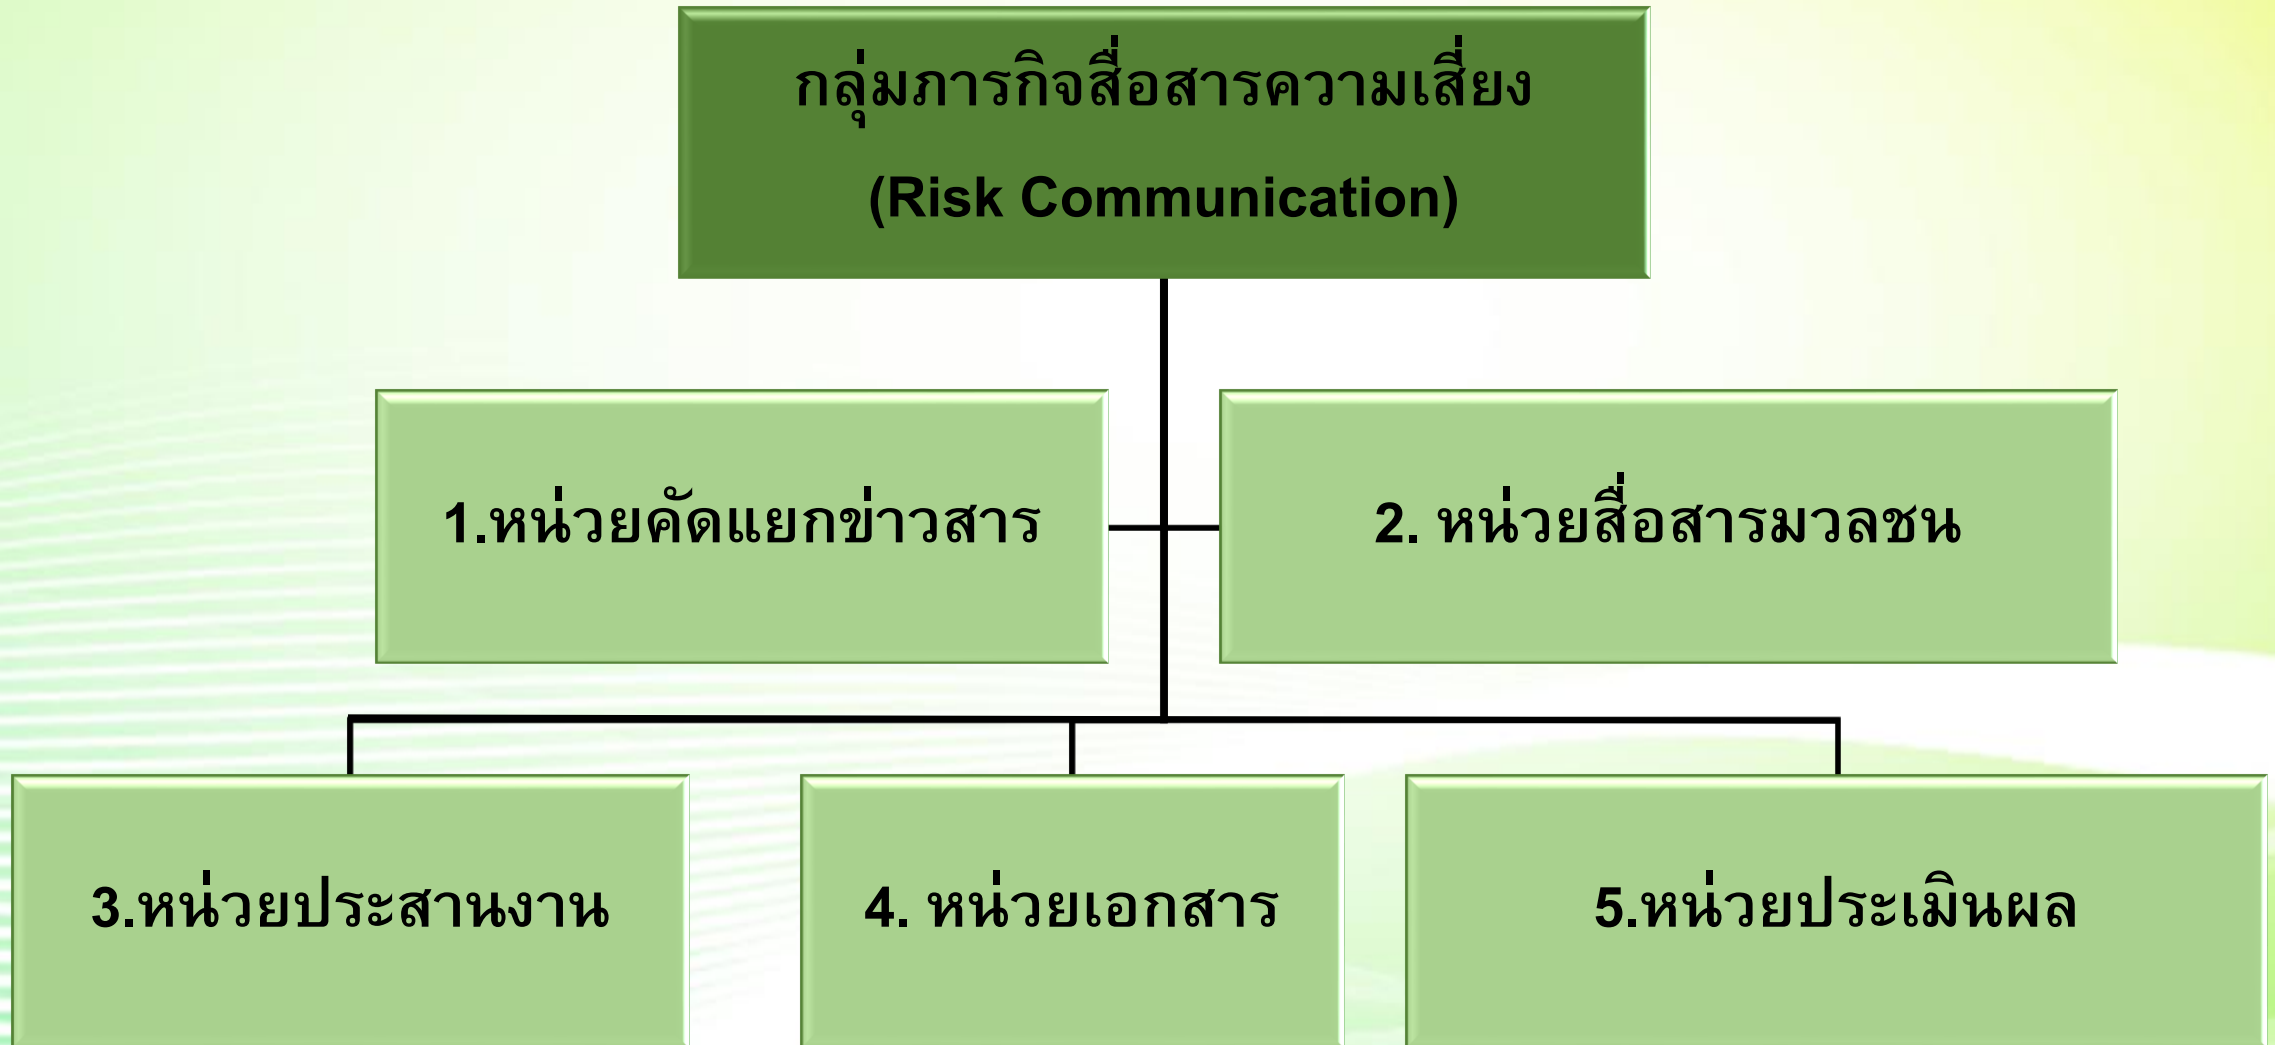 กลุ่มภารกิจสื่อสารความเสี่ยง
(Risk Communication)
1.หน่วยคัดแยกข่าวสาร
2. หน่วยสื่อสารมวลชน
3.หน่วยประสานงาน
4. หน่วยเอกสาร
5.หน่วยประเมินผล